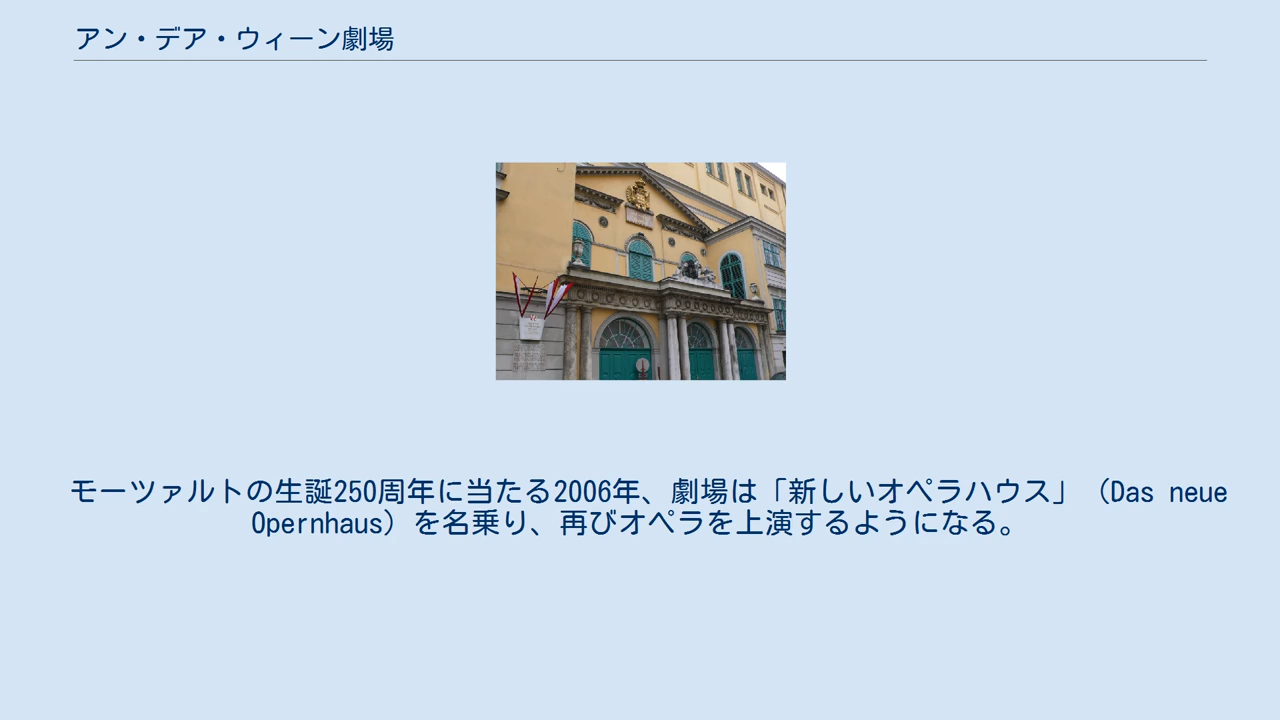 アン・デア・ウィーン劇場
モーツァルトの生誕250周年に当たる2006年、劇場は「新しいオペラハウス」（Das neue
Opernhaus）を名乗り、再びオペラを上演するようになる。